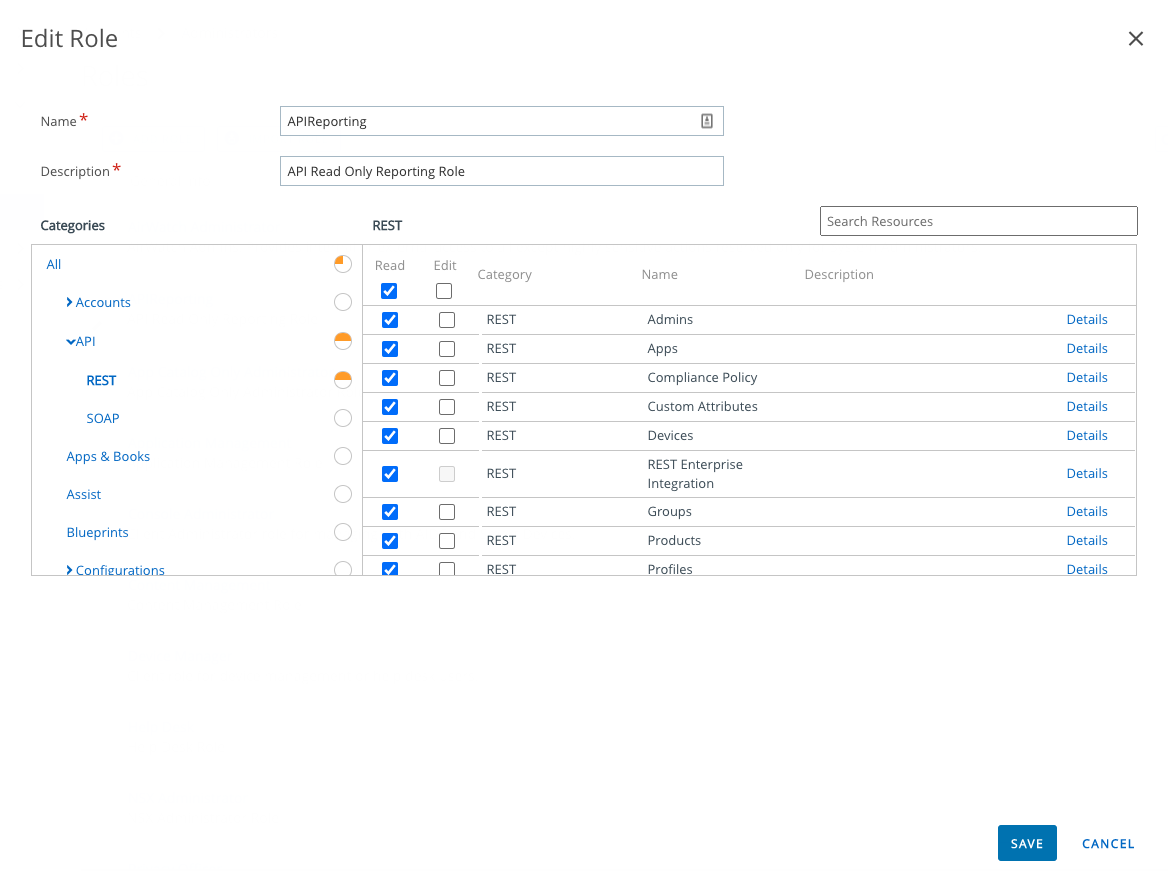 Edit Role
Name *
APIReporting
Description *
API Read Only Reporting Role
Categories
REST
Search Resources
All
Accounts
API
REST
SOAP
Apps & Books
Assist
Blueprints
Configurations
Read Edit Category Name Description
REST Admins Details
REST Apps Details
REST Compliance Policy Details
REST Custom Attributes Details
REST Devices Details
REST REST Enterprise Details
Integration
REST Groups Details
REST Products Details
REST Profiles Details
SAVE CANCEL